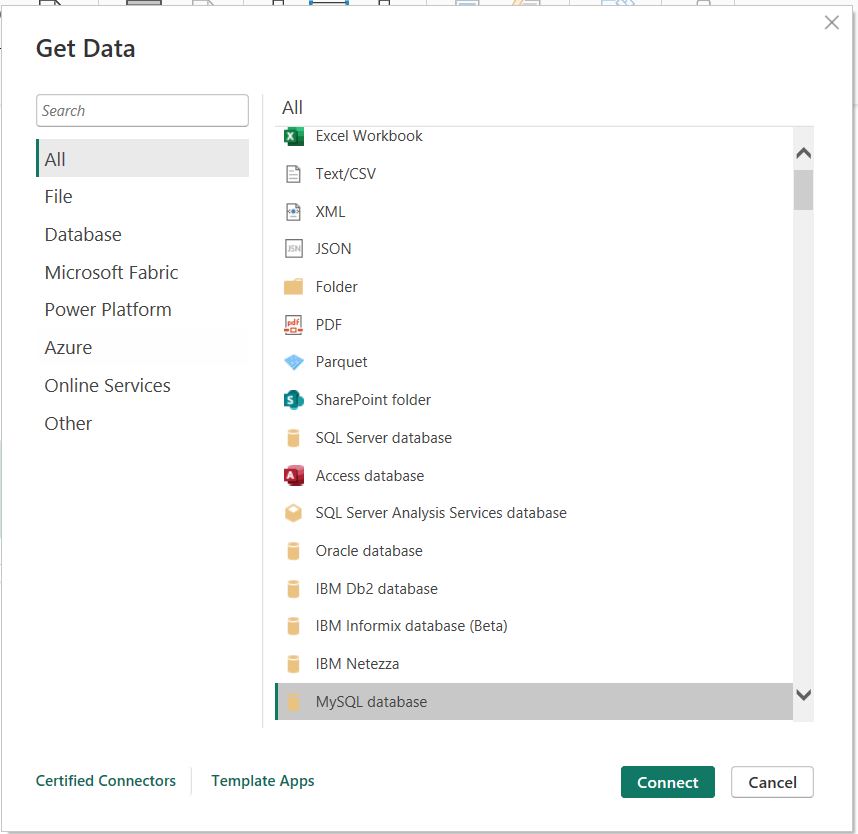 Get Data
Search
All
File
Database
Microsoft Fabric
Power Platform
Azure
Online Services
Other
All
Excel Workbook
Text/CSV
XML
JSON
Folder
PDF
Parquet
SharePoint folder
SQL Server database
Access database
SQL Server Analysis Services database
Oracle database
IBM Db2 database
IBM Informix database (Beta)
IBM Netezza
MySQL database
Certified Connectors
Template Apps
Connect
Cancel